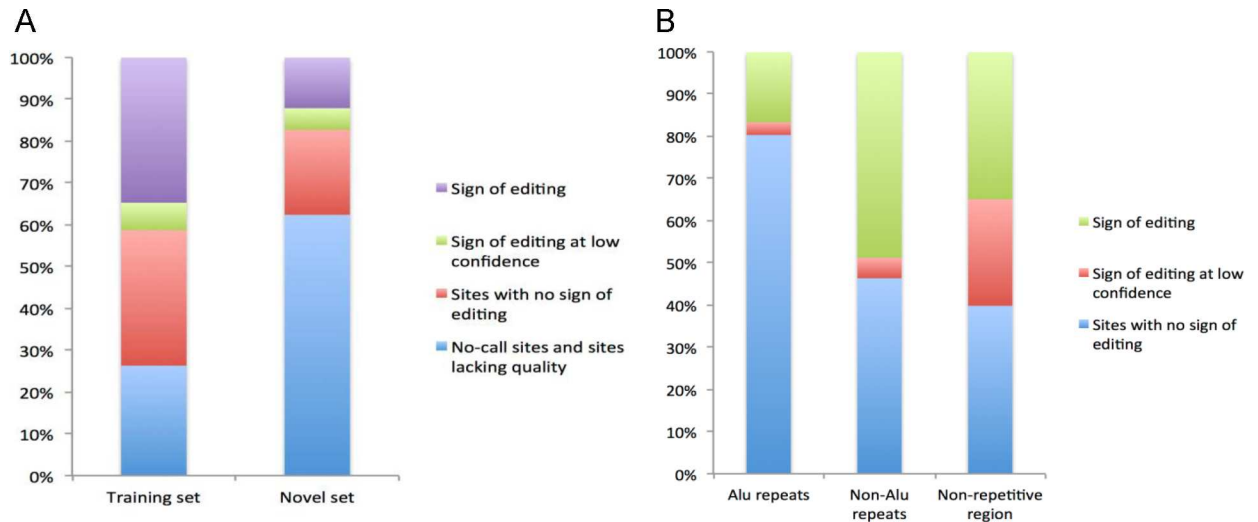 A
100%
90%
80%
70%
60%
50%
40%
30%
20%
10%
0%
Training set
Novel set
Sign of editing
Sign of editing at low
confidence
Sites with no sign of
editing
No-call sites and sites
lacking quality
B
100%
90%
80%
70%
60%
50%
40%
30%
20%
10%
0%
Alu repeats
Non-Alu
repeats
Non-repetitive
region
Sign of editing
Sign of editing at low
confidence
Sites with no sign of
editing